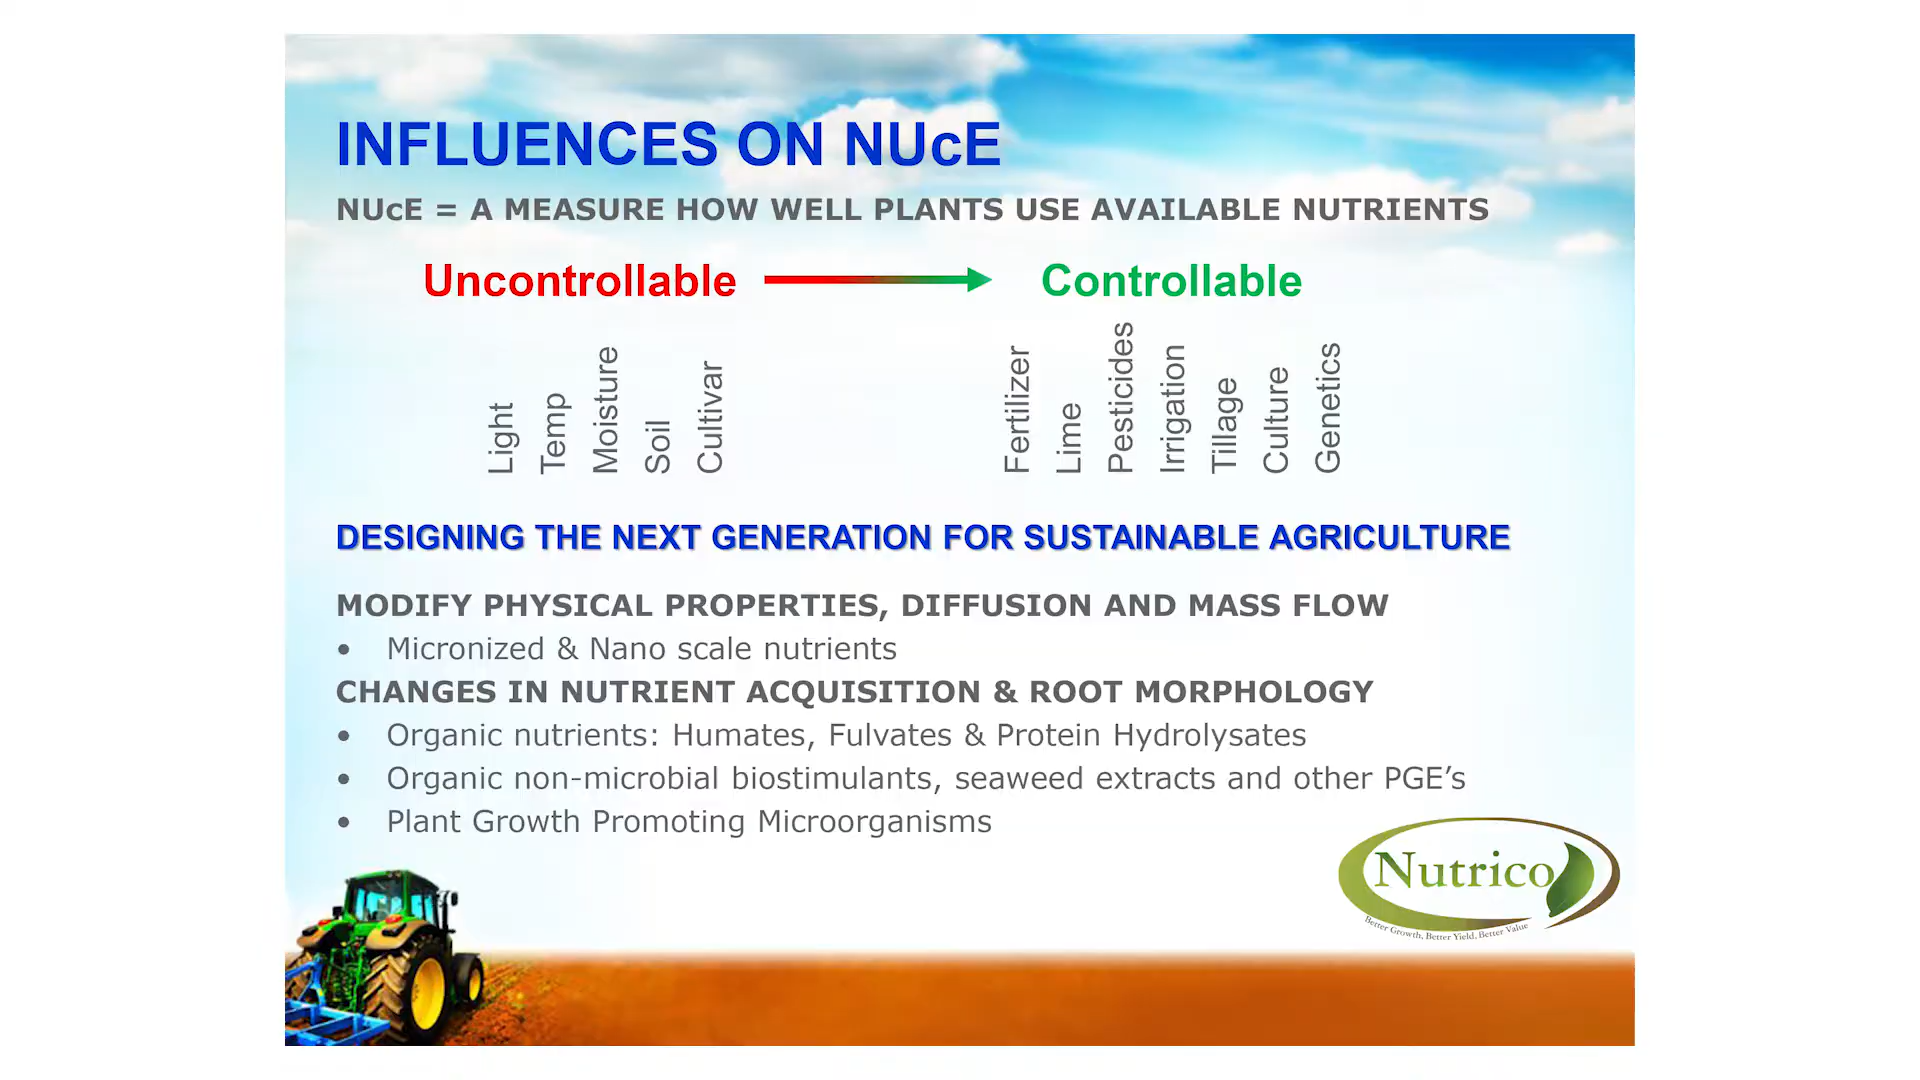 INFLUENCES ON NUcE
NUcE = A MEASURE HOW WELL PLANTS USE AVAILABLE NUTRIENTS
Uncontrollable
Controllable
Light
Temp
Moisture
Soil
Cultivar
Fertilizer
Lime
Pesticides
Irrigation
Tillage
Culture
Genetics
DESIGNING THE NEXT GENERATION FOR SUSTAINABLE AGRICULTURE
MODIFY PHYSICAL PROPERTIES, DIFFUSION AND MASS FLOW
• Micronized & Nano scale nutrients
CHANGES IN NUTRIENT ACQUISITION & ROOT MORPHOLOGY
• Organic nutrients: Humates, Fulvates & Protein Hydrolysates
• Organic non-microbial biostimulants, seaweed extracts and other PGE’s
• Plant Growth Promoting Microorganisms
Nutrico
Better Growth, Better Yield, Better Value